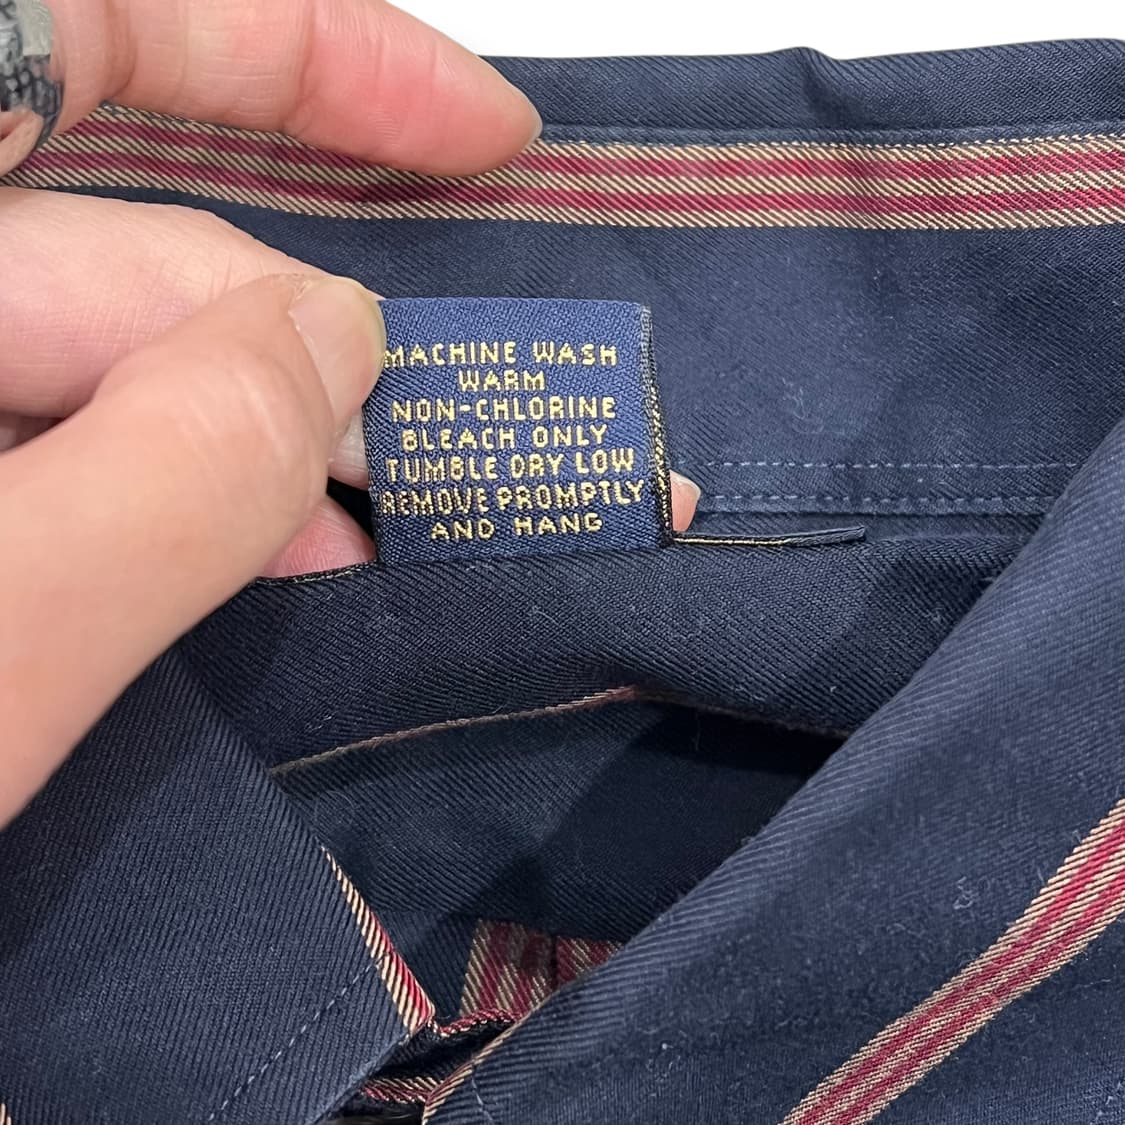 MACHINE WASH
WARM
NON-CHLORINE
BLEACH ONLY
TUMBLE DRY LOW
REMOVE PROMPTLY
AND HANG